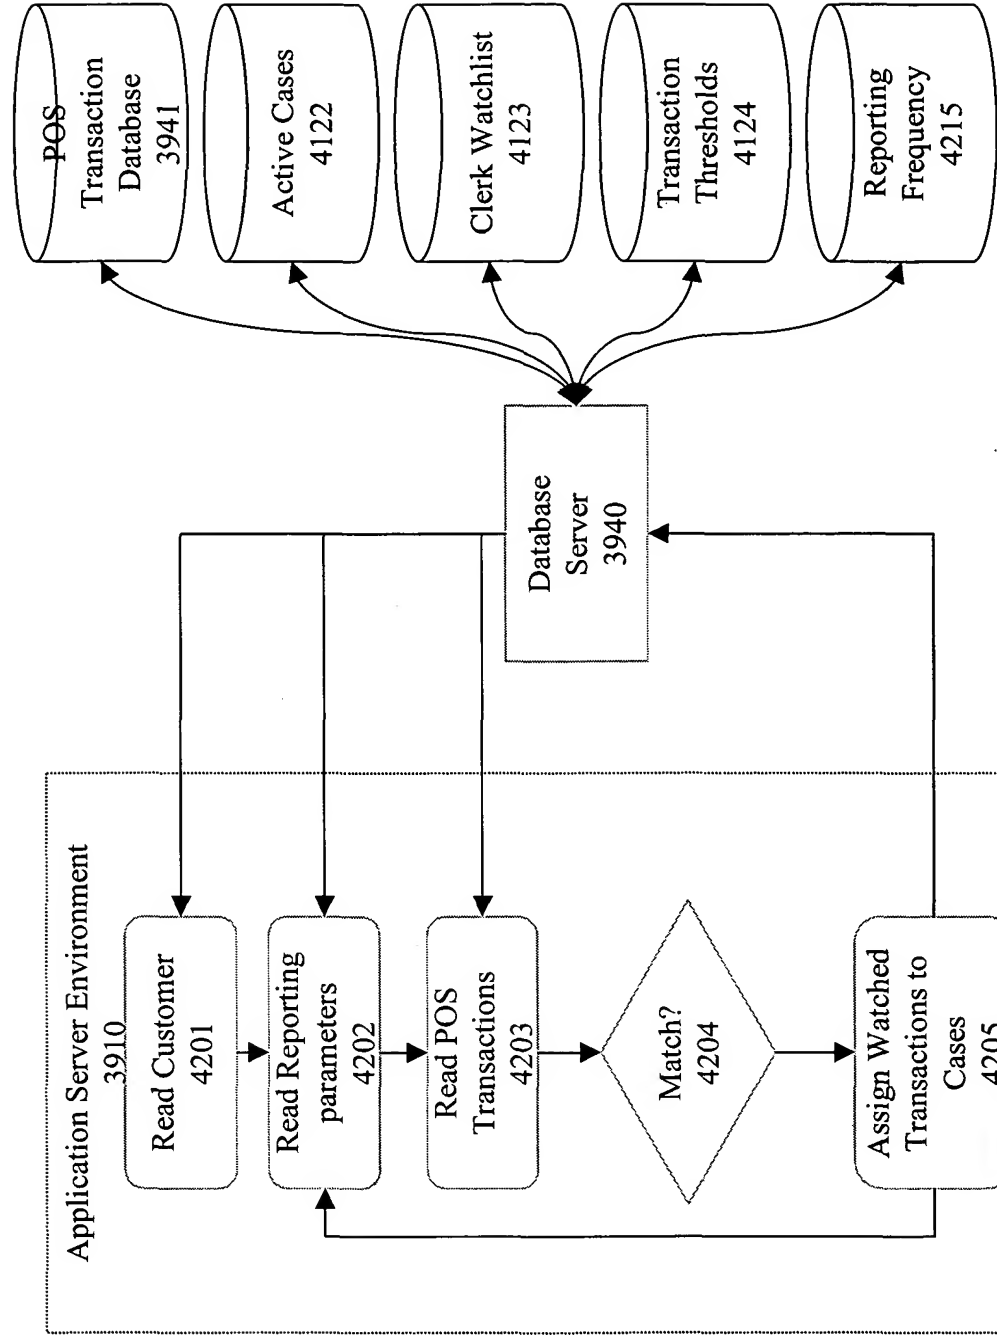 Application Server Environment
3910
Read Customer
4201
Read Reporting
parameters
4202
Read POS
Transactions
4203
Match?
4204
Assign Watched
Transactions to
Cases
4205
Database
Server
3940
POS
Transaction
Database
3941
Active Cases
4122
Clerk Watchlist
4123
Transaction
Thresholds
4124
Reporting
Frequency
4215